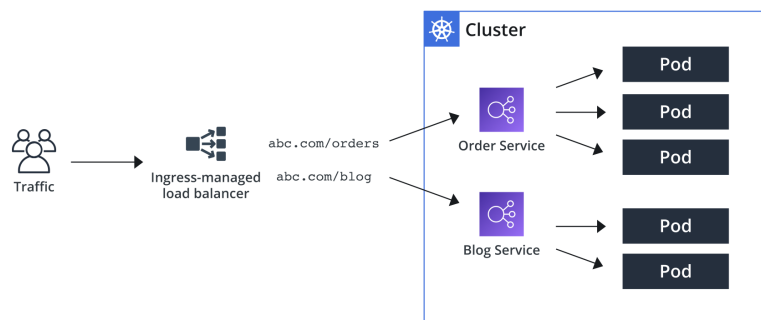 Cluster
Pod
Pod
Pod
abc.com/orders
Order Service
Traffic
Ingress-managed
load balancer
abc.com/blog
Blog Service
Pod
Pod